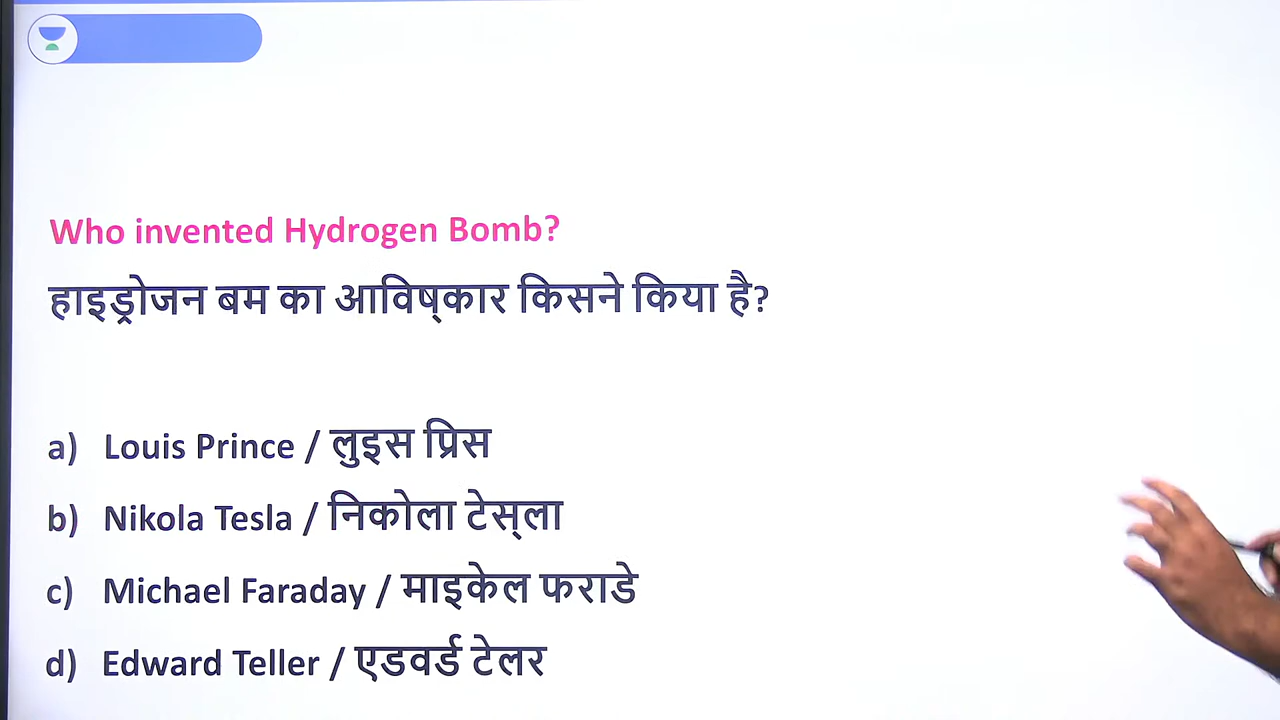 Who invented Hydrogen Bomb?
हाइड्रोजन बम का आविष्कार किसने किया है?
a) Louis Prince / लुइस प्रिस
b) Nikola Tesla / निकोला टेस्‌ला
c) Michael Faraday / माइकेल फराडे
d) Edward Teller / एडवर्ड टेलर